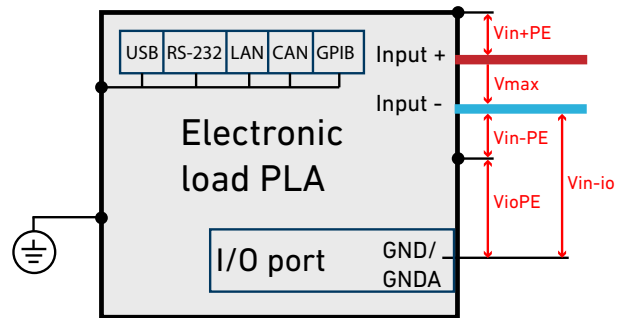 Vin+PE
USB RS-232 LAN CAN GPIB
Input +
Vmax
Input -
Electronic
load PLA
Vin-PE
Vin-io
VioPE
I/O port
GND/
GNDA